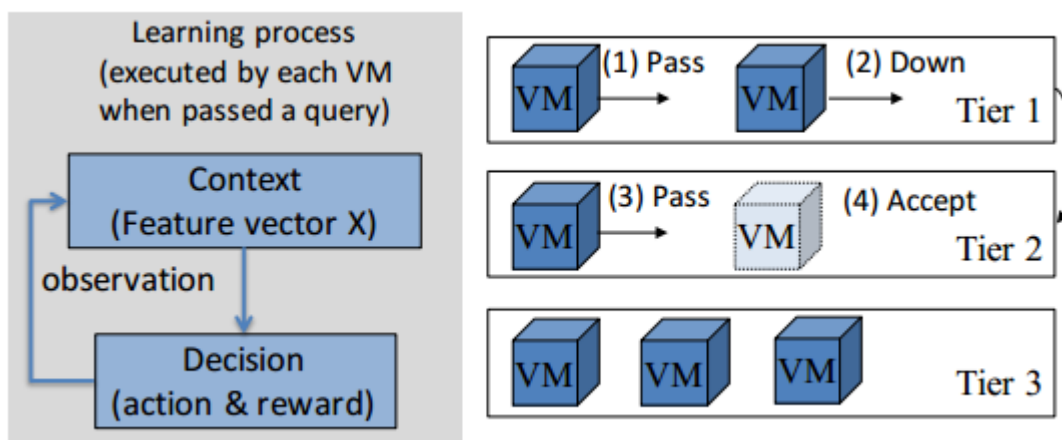 Learning process
(executed by each VM
when passed a query)
Context
(Feature vector X)
observation
Decision
(action & reward)
VM (1) Pass VM (2) Down
Tier 1
VM (3) Pass VM (4) Accept
Tier 2
VM VM VM Tier 3